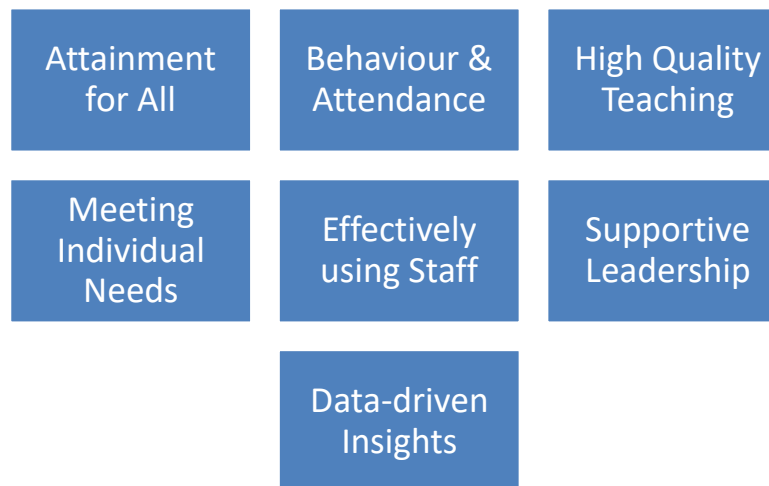 Attainment
for All
Behaviour &
Attendance
High Quality
Teaching
Meeting
Individual
Needs
Effectively
using Staff
Supportive
Leadership
Data-driven
Insights